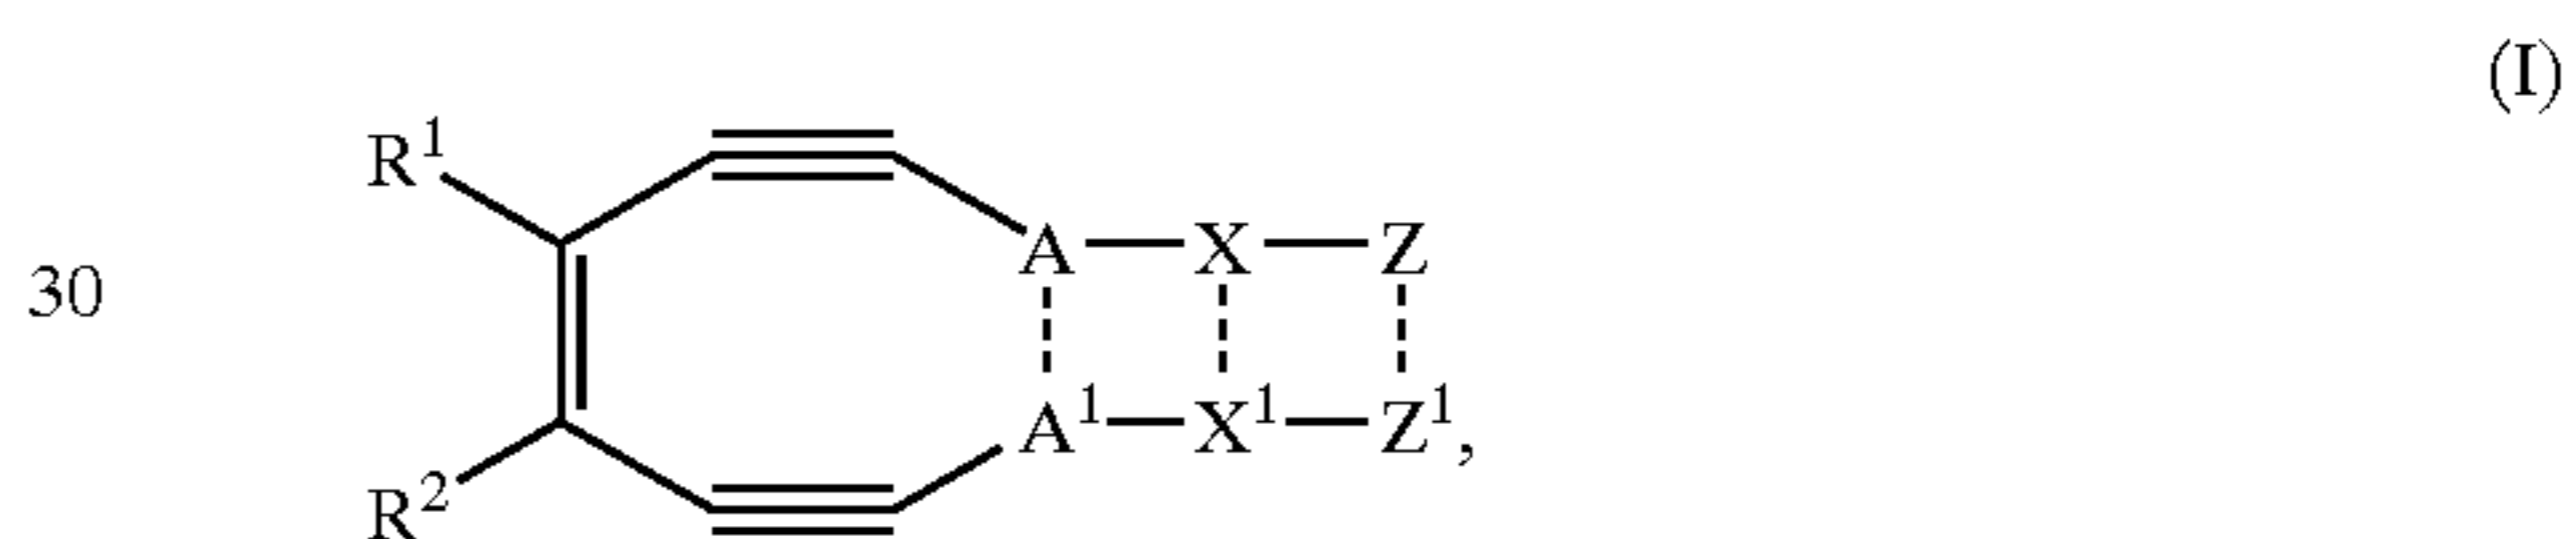 (I)
R¹
A — X — Z
30
A¹ — X¹ — Z¹,
R²